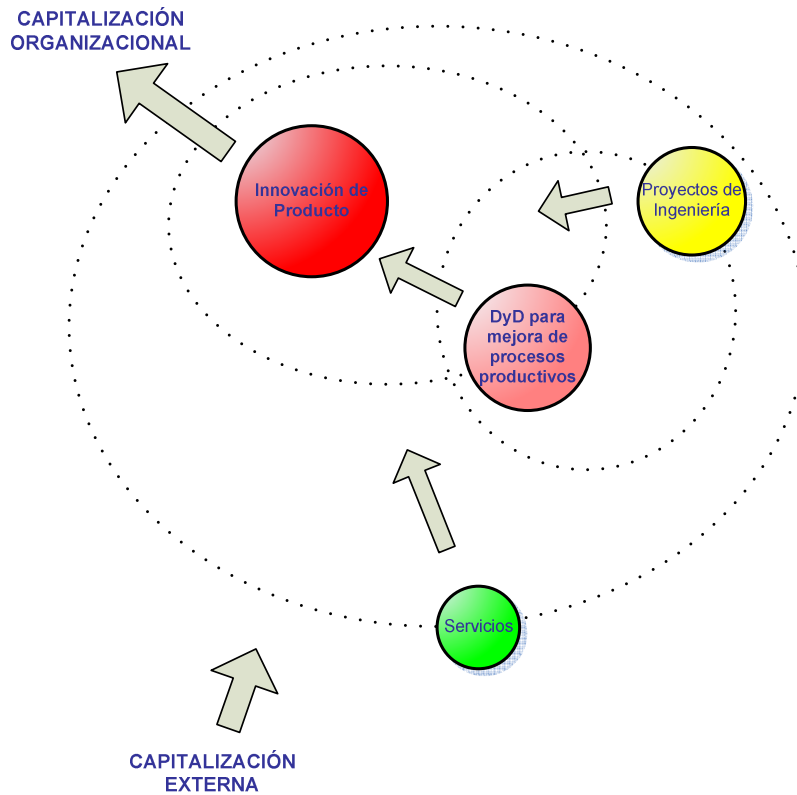 CAPITALIZACIÓN
ORGANIZACIONAL
Innovación de
Producto
Proyectos de
Ingeniería
DyD para
mejora de
procesos
productivos
Servicios
CAPITALIZACIÓN
EXTERNA